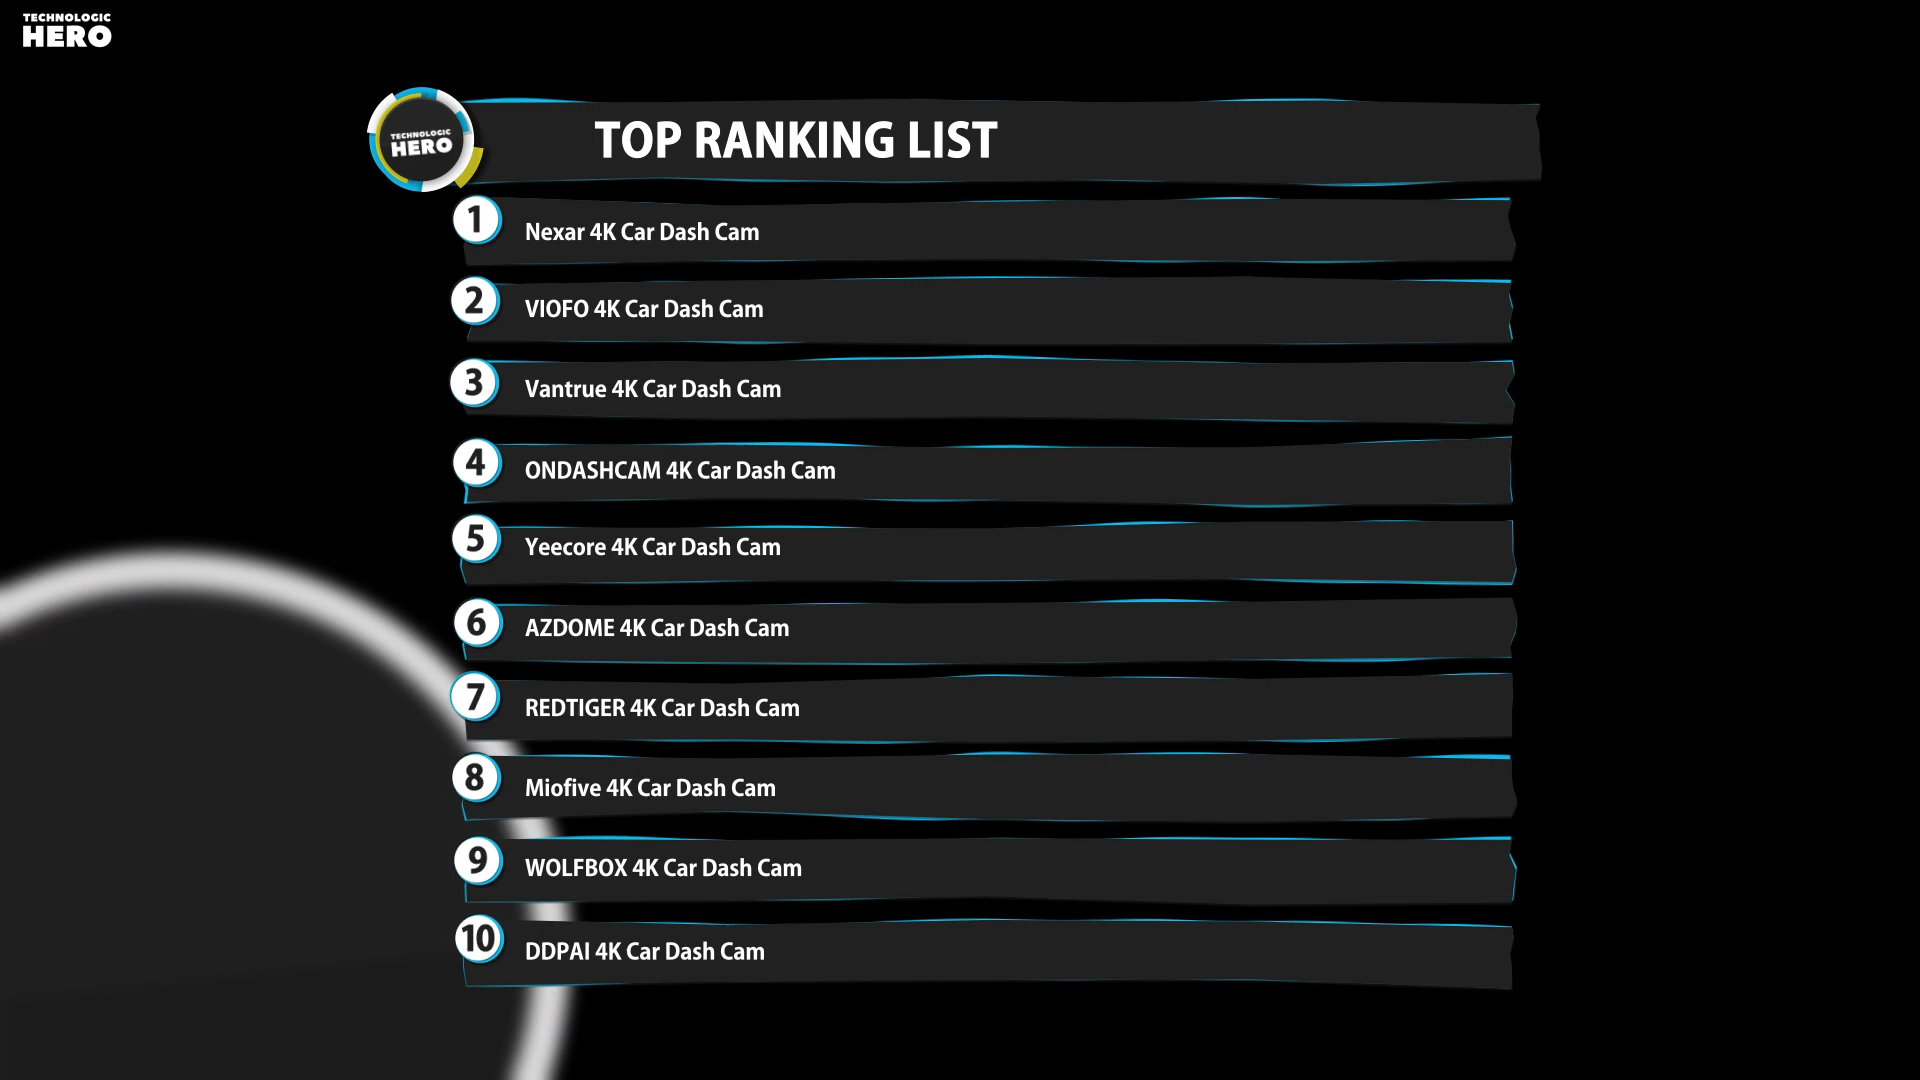 TECHNOLOGIC
HERO
TECHNOLOGIC
HERO
TOP RANKING LIST
1
Nexar 4K Car Dash Cam
2
VIOFO 4K Car Dash Cam
3
Vantrue 4K Car Dash Cam
4
ONDASHCAM 4K Car Dash Cam
5
Yeecore 4K Car Dash Cam
6
AZDOME 4K Car Dash Cam
7
REDTIGER 4K Car Dash Cam
8
Miofive 4K Car Dash Cam
9
WOLFBOX 4K Car Dash Cam
10
DDPAI 4K Car Dash Cam